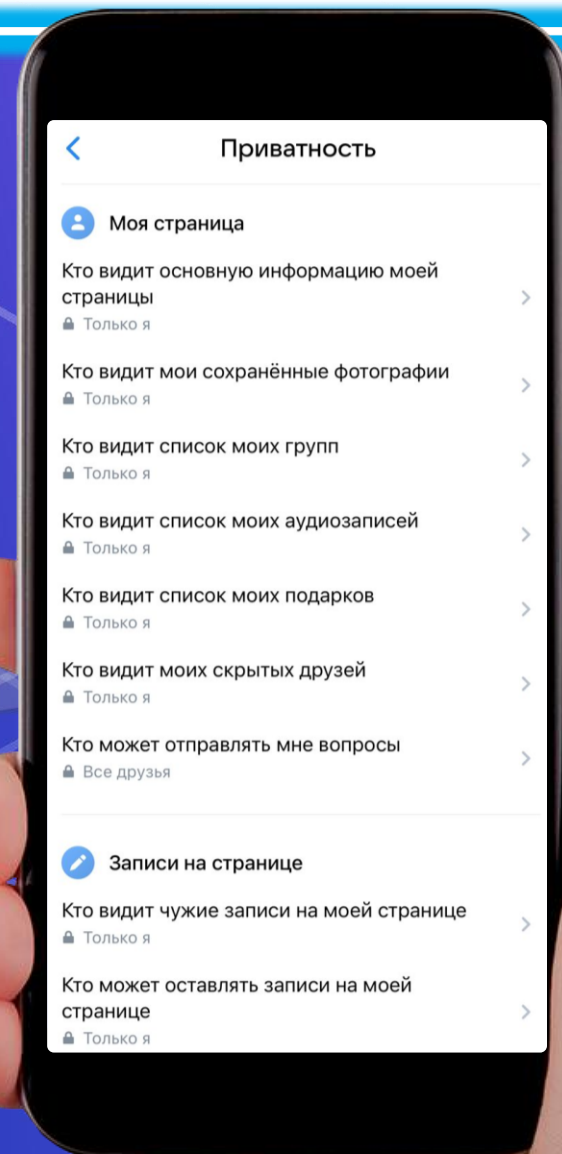 Приватность
Моя страница
Кто видит основную информацию моей
страницы
Только я
Кто видит мои сохранённые фотографии
Только я
Кто видит список моих групп
Только я
Кто видит список моих аудиозаписей
Только я
Кто видит список моих подарков
Только я
Кто видит моих скрытых друзей
Только я
Кто может отправлять мне вопросы
Все друзья
Записи на странице
Кто видит чужие записи на моей странице
Только я
Кто может оставлять записи на моей
странице
Только я